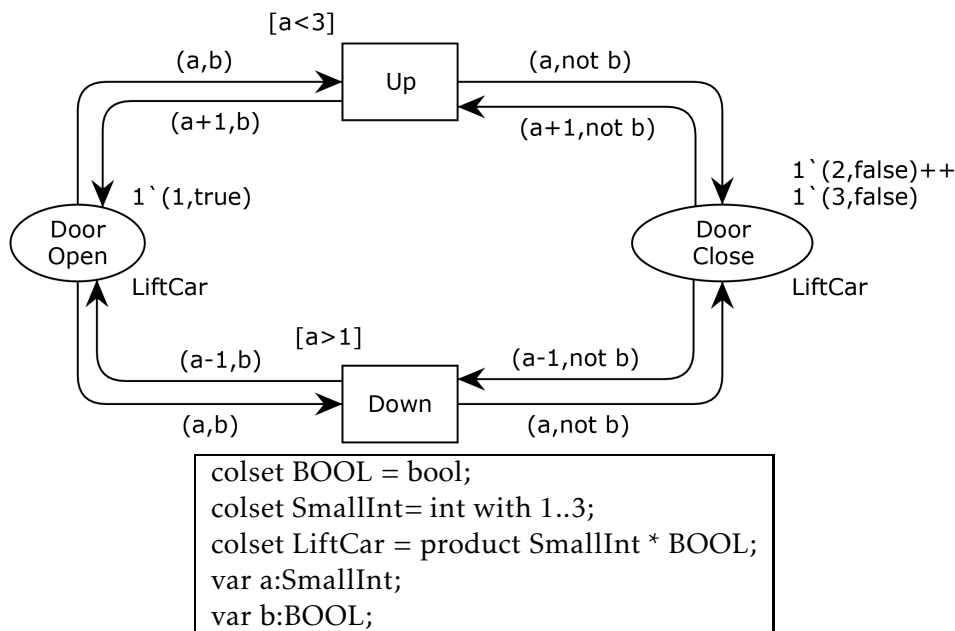 [a<3]
(a,b)
Up
(a,not b)
(a+1,b)
(a+1,not b)
1`(1,true)
1`(2,false)++
1`(3,false)
Door
Open
Door
Close
LiftCar
LiftCar
[a>1]
(a-1,b)
(a-1,not b)
Down
(a,b)
(a,not b)
colset BOOL = bool;
colset SmallInt= int with 1..3;
colset LiftCar = product SmallInt * BOOL;
var a:SmallInt;
var b:BOOL;